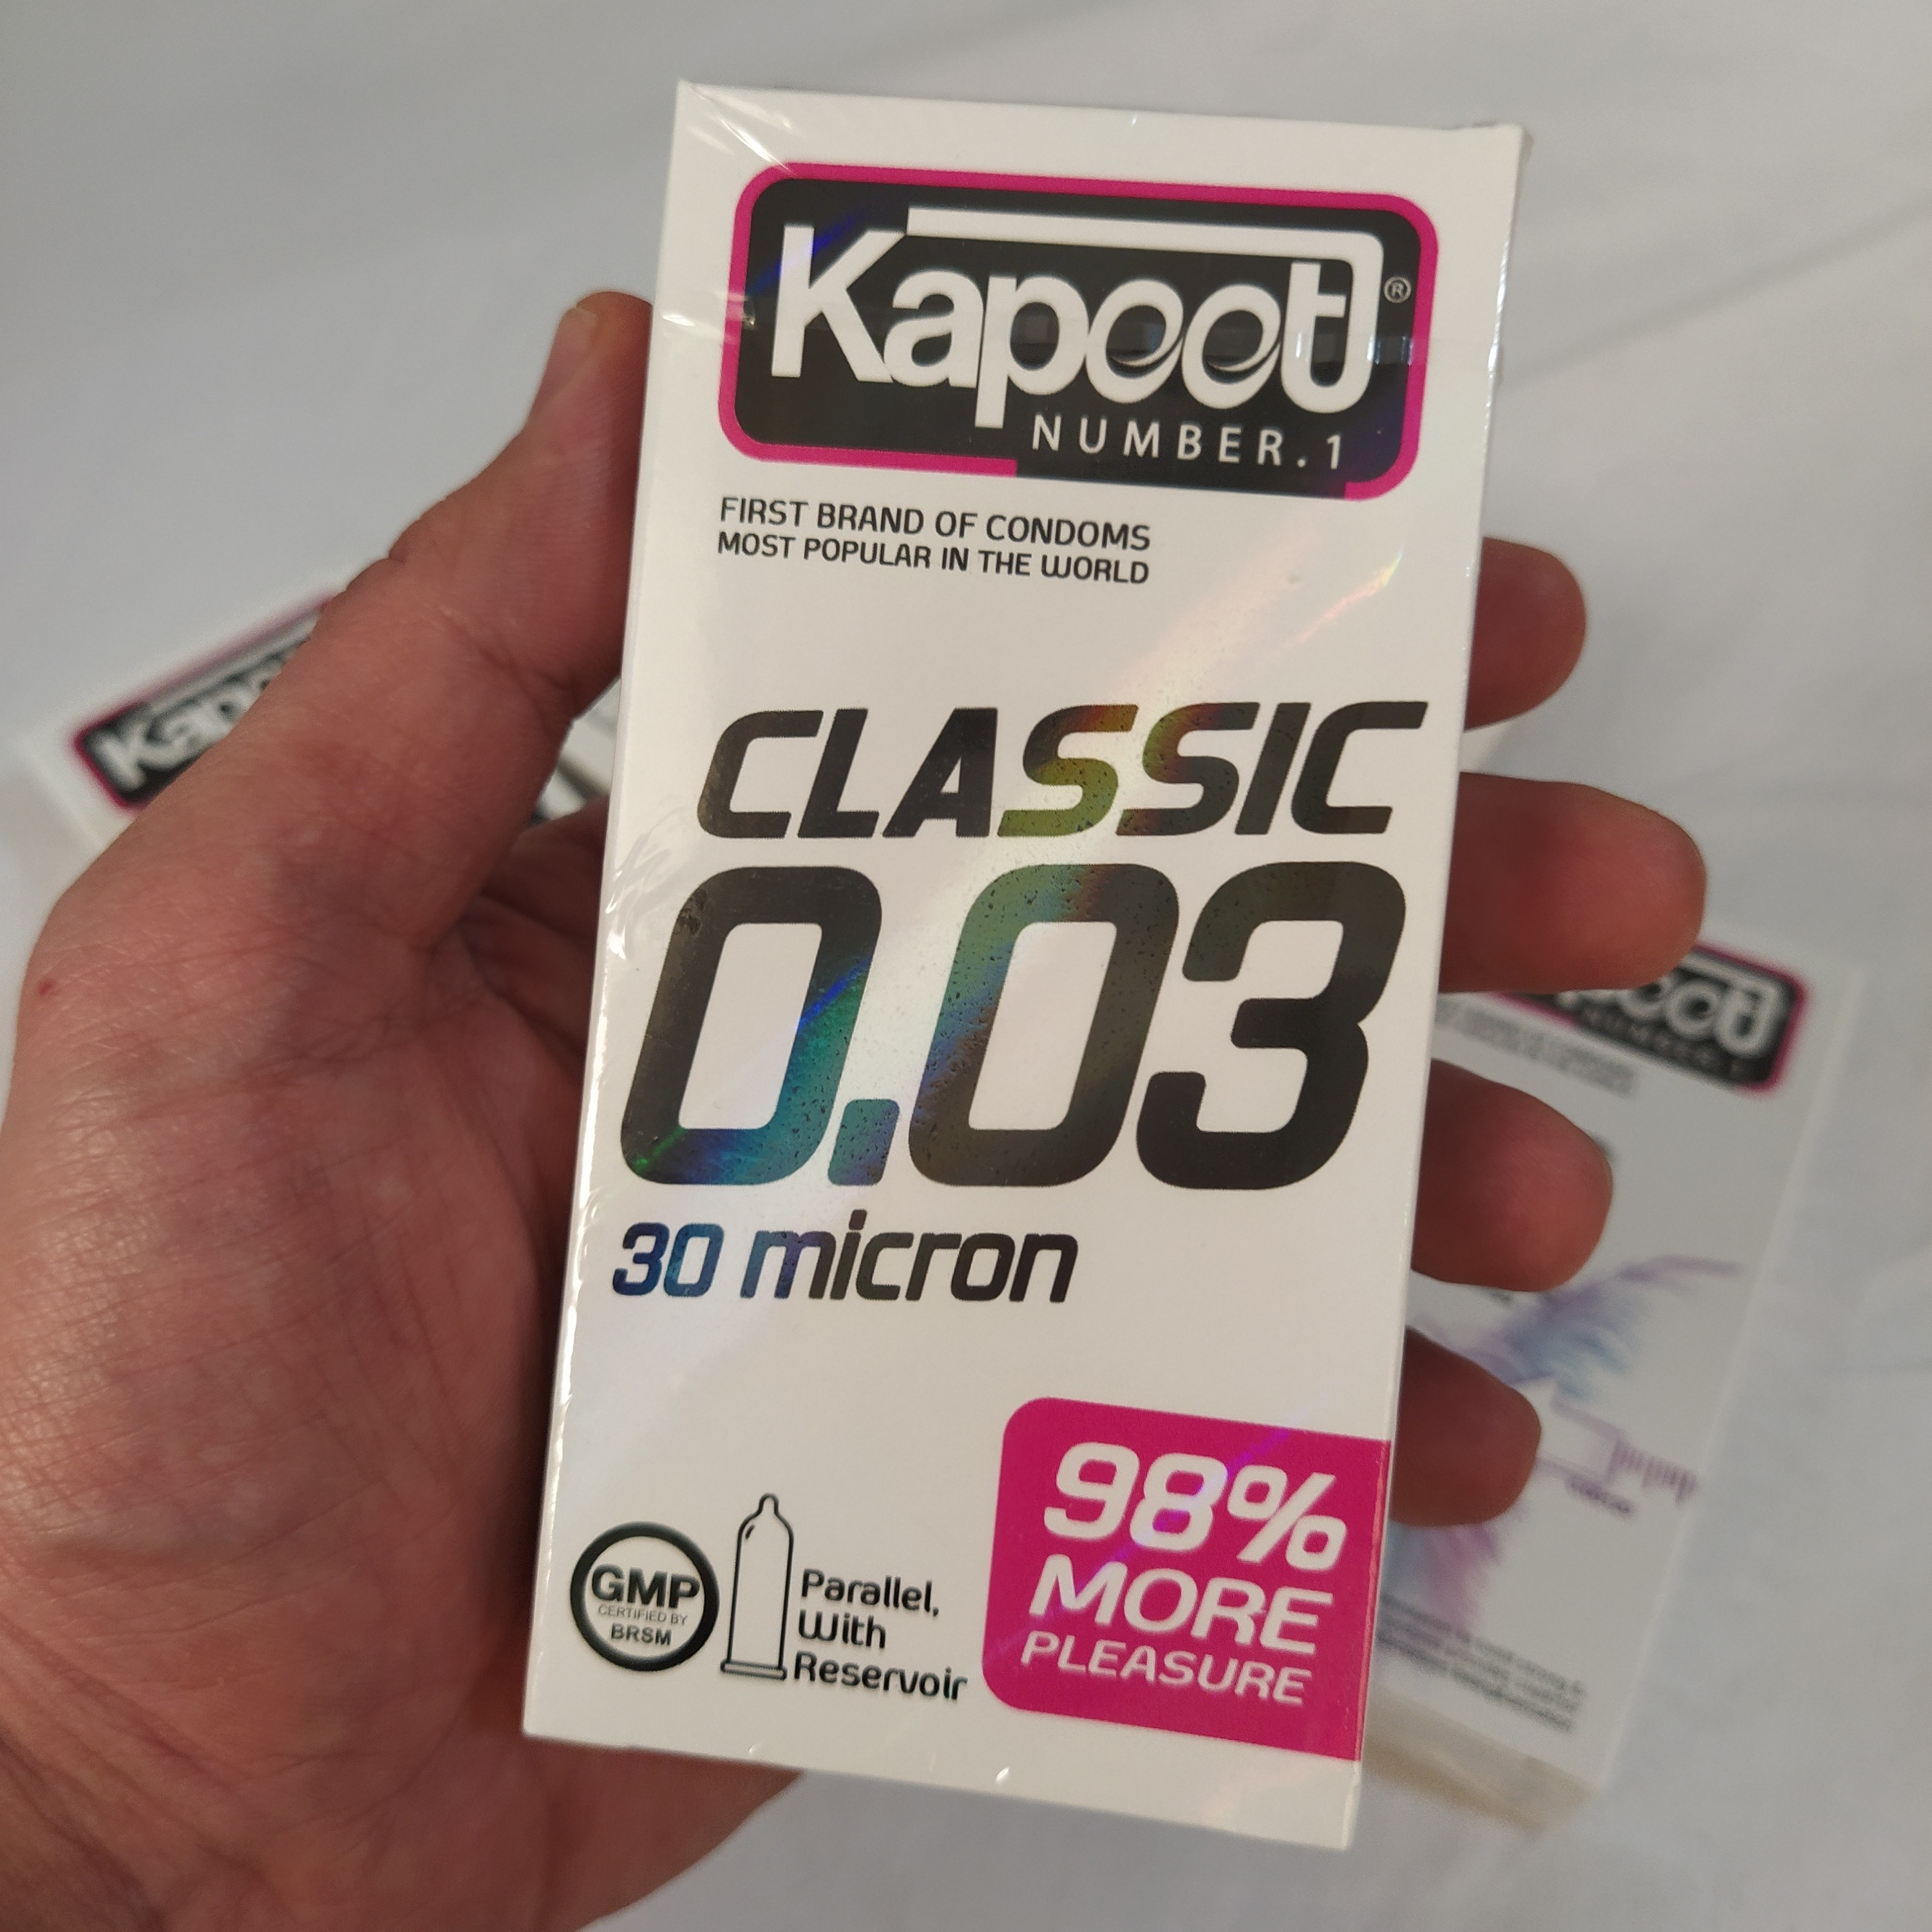 Kapoot®
NUMBER.1
FIRST BRAND OF CONDOMS
MOST POPULAR IN THE WORLD
CLASSIC
0.03
30 micron
98%
MORE
PLEASURE
GMP
CERTIFIED BY
BRSM
Parallel,
With
Reservoir